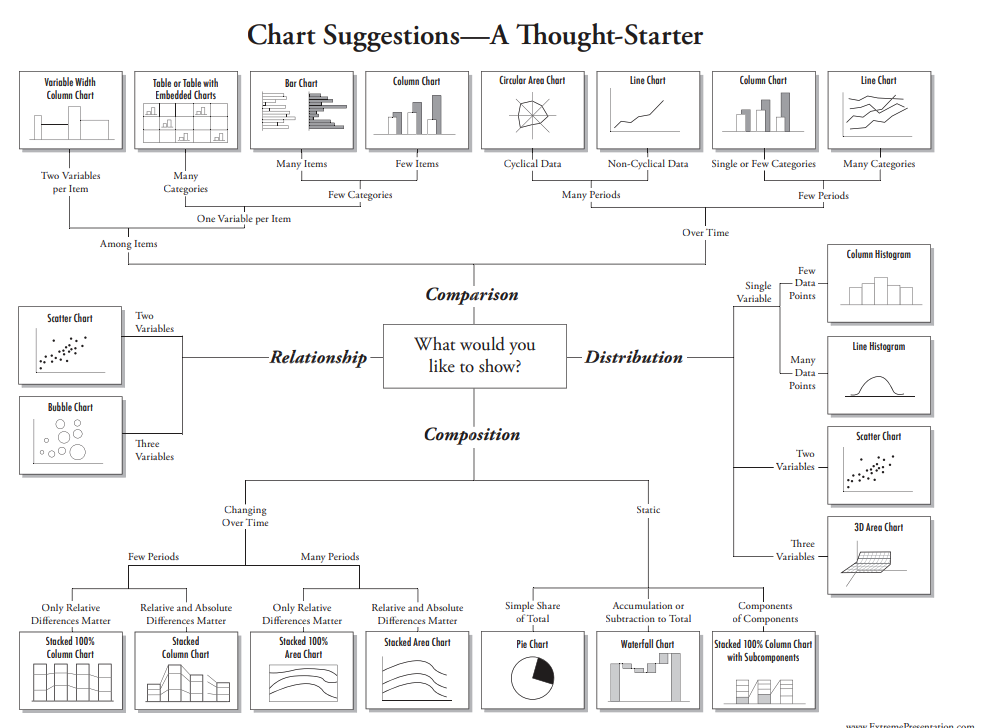 Chart Suggestions—A Thought-Starter
Variable Width
Column Chart
Table or Table with
Embedded Charts
Bar Chart
Column Chart
Circular Area Chart
Line Chart
Column Chart
Line Chart
Two Variables
per Item
Many
Categories
Many Items
Few Items
Cyclical Data
Non-Cyclical Data
Single or Few Categories
Many Categories
Few Categories
Many Periods
Few Periods
One Variable per Item
Among Items
Over Time
Comparison
What would you
like to show?
Relationship
Two
Variables
Scatter Chart
Bubble Chart
Three
Variables
Distribution
Single
Variable
Few
Data
Points
Column Histogram
Many
Data
Points
Line Histogram
Two
Variables
Scatter Chart
Three
Variables
3D Area Chart
Composition
Changing
Over Time
Static
Few Periods
Many Periods
Only Relative
Differences Matter
Relative and Absolute
Differences Matter
Only Relative
Differences Matter
Relative and Absolute
Differences Matter
Simple Share
of Total
Accumulation or
Subtraction to Total
Components
of Components
Stacked 100%
Column Chart
Stacked
Column Chart
Stacked 100%
Area Chart
Stacked Area Chart
Pie Chart
Waterfall Chart
Stacked 100% Column Chart
with Subcomponents
www.ExtremePresentation.com